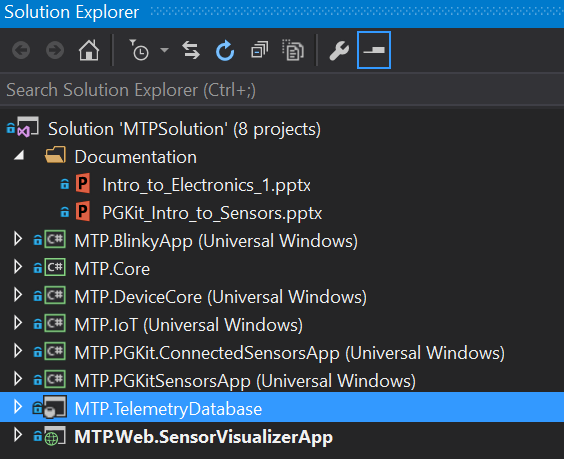 Solution Explorer
Search Solution Explorer (Ctrl+;)
Solution 'MTPSolution' (8 projects)
Documentation
Intro_to_Electronics_1.pptx
PGKit_Intro_to_Sensors.pptx
C# MTP.BlinkyApp (Universal Windows)
C# MTP.Core
C# MTP.DeviceCore (Universal Windows)
C# MTP.IoT (Universal Windows)
C# MTP.PGKit.ConnectedSensorsApp (Universal Windows)
C# MTP.PGKitSensorsApp (Universal Windows)
MTP.TelemetryDatabase
MTP.Web.SensorVisualizerApp